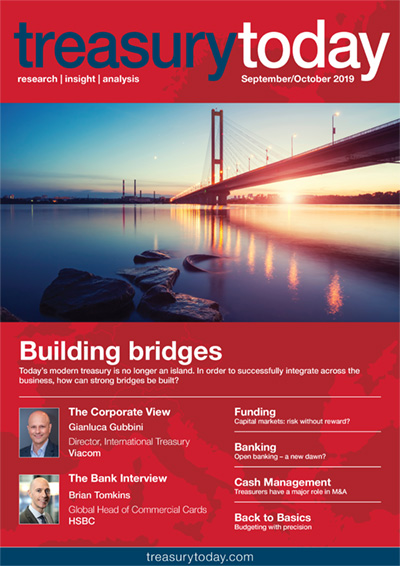 treasurytoday
research | insight | analysis
September/October 2019
Building bridges
Today's modern treasury is no longer an island. In order to successfully integrate across the
business, how can strong bridges be built?
The Corporate View
Gianluca Gubbini
Director, International Treasury
Viacom
The Bank Interview
Brian Tomkins
Global Head of Commercial Cards
HSBC
Funding
Capital markets: risk without reward?
Banking
Open banking – a new dawn?
Cash Management
Treasurers have a major role in M&A
Back to Basics
Budgeting with precision
treasurytoday.com